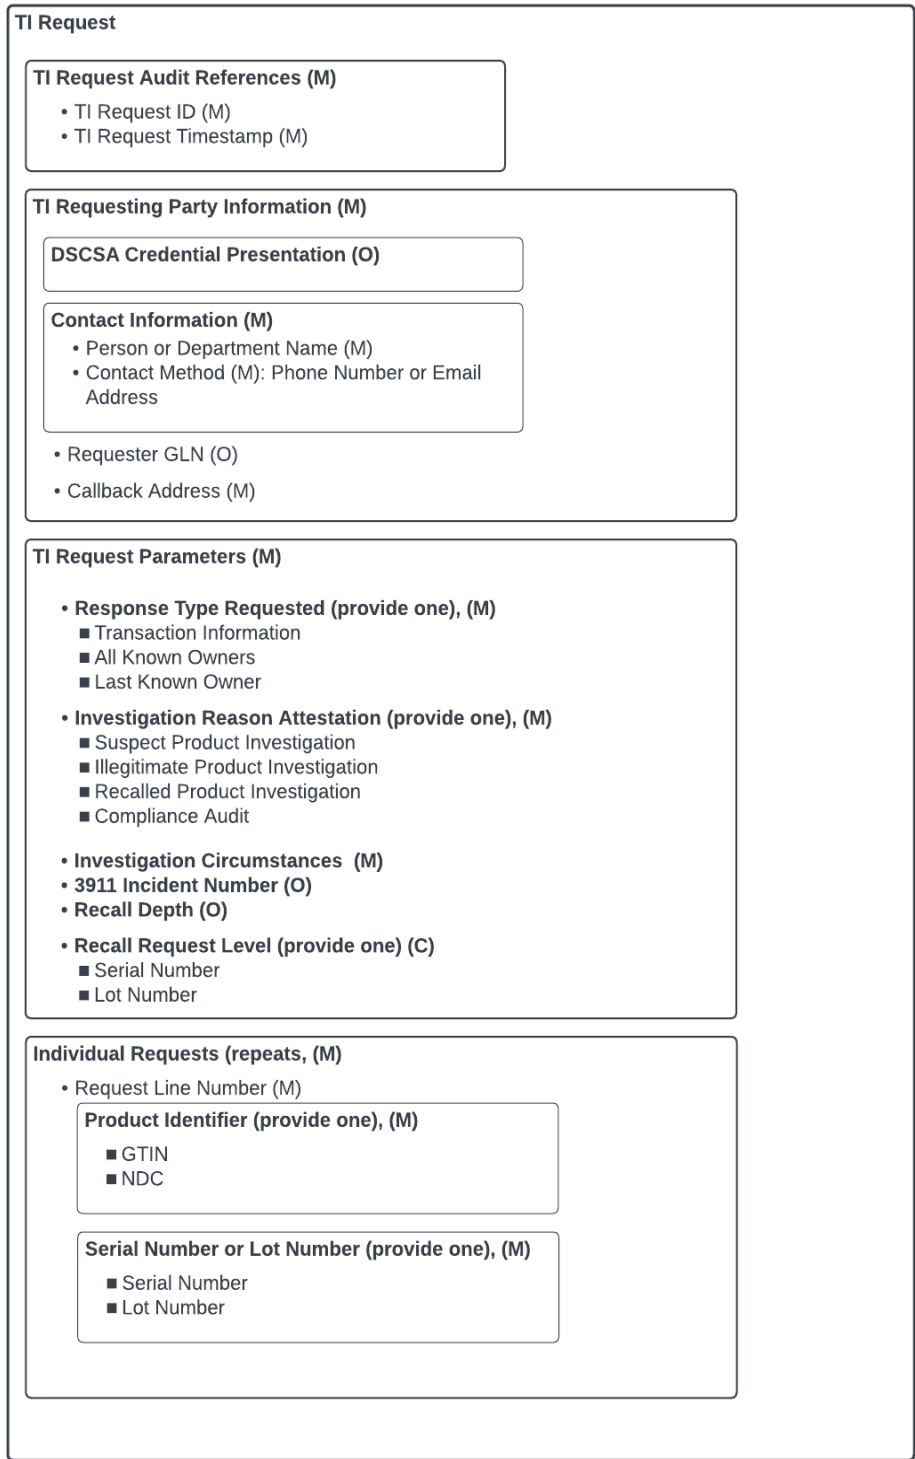 TI Request
TI Request Audit References (M)
• TI Request ID (M)
• TI Request Timestamp (M)
TI Requesting Party Information (M)
DSCSA Credential Presentation (O)
Contact Information (M)
• Person or Department Name (M)
• Contact Method (M): Phone Number or Email
Address
• Requester GLN (O)
• Callback Address (M)
TI Request Parameters (M)
• Response Type Requested (provide one), (M)
■ Transaction Information
■ All Known Owners
■ Last Known Owner
• Investigation Reason Attestation (provide one), (M)
■ Suspect Product Investigation
■ Illegitimate Product Investigation
■ Recalled Product Investigation
■ Compliance Audit
• Investigation Circumstances (M)
• 3911 Incident Number (O)
• Recall Depth (O)
• Recall Request Level (provide one) (C)
■ Serial Number
■ Lot Number
Individual Requests (repeats, (M)
• Request Line Number (M)
Product Identifier (provide one), (M)
■ GTIN
■ NDC
Serial Number or Lot Number (provide one), (M)
■ Serial Number
■ Lot Number